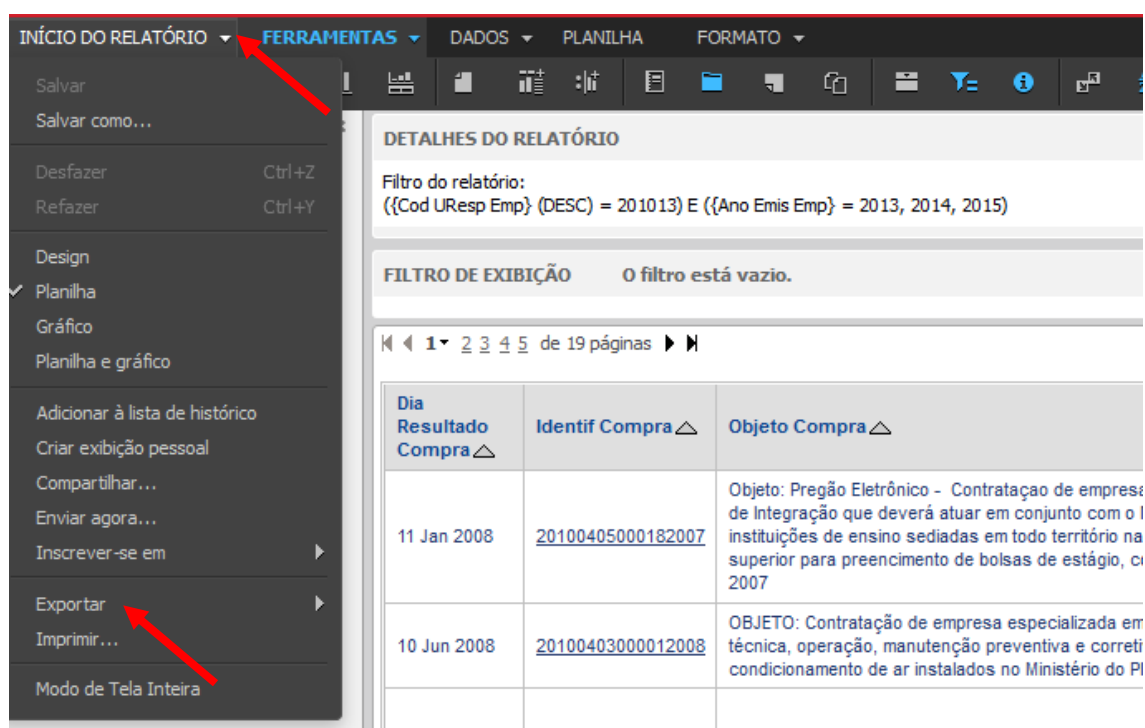 INÍCIO DO RELATÓRIO FERRAMENTAS DADOS PLANILHA FORMATO
Salvar
Salvar como...
Desfazer Ctrl+Z
Refazer Ctrl+Y
Design
Planilha
Gráfico
Planilha e gráfico
Adicionar à lista de histórico
Criar exibição pessoal
Compartilhar...
Enviar agora...
Inscrever-se em
Exportar
Imprimir...
Modo de Tela Inteira
DETALHES DO RELATÓRIO
Filtro do relatório:
({Cod UResp Emp} (DESC) = 201013) E ({Ano Emis Emp} = 2013, 2014, 2015)
FILTRO DE EXIBIÇÃO O filtro está vazio.
1 2 3 4 5 de 19 páginas
Dia
Resultado
Compra
Identif Compra
Objeto Compra
11 Jan 2008
20100405000182007
Objeto: Pregão Eletrônico - Contrataçao de empresa
de Integração que deverá atuar em conjunto com o
instituições de ensino sediadas em todo território
superior para preencimento de bolsas de estágio,
2007
10 Jun 2008
20100403000012008
OBJETO: Contratação de empresa especializada em
técnica, operação, manutenção preventiva e
condicionamento de ar instalados no Ministério do